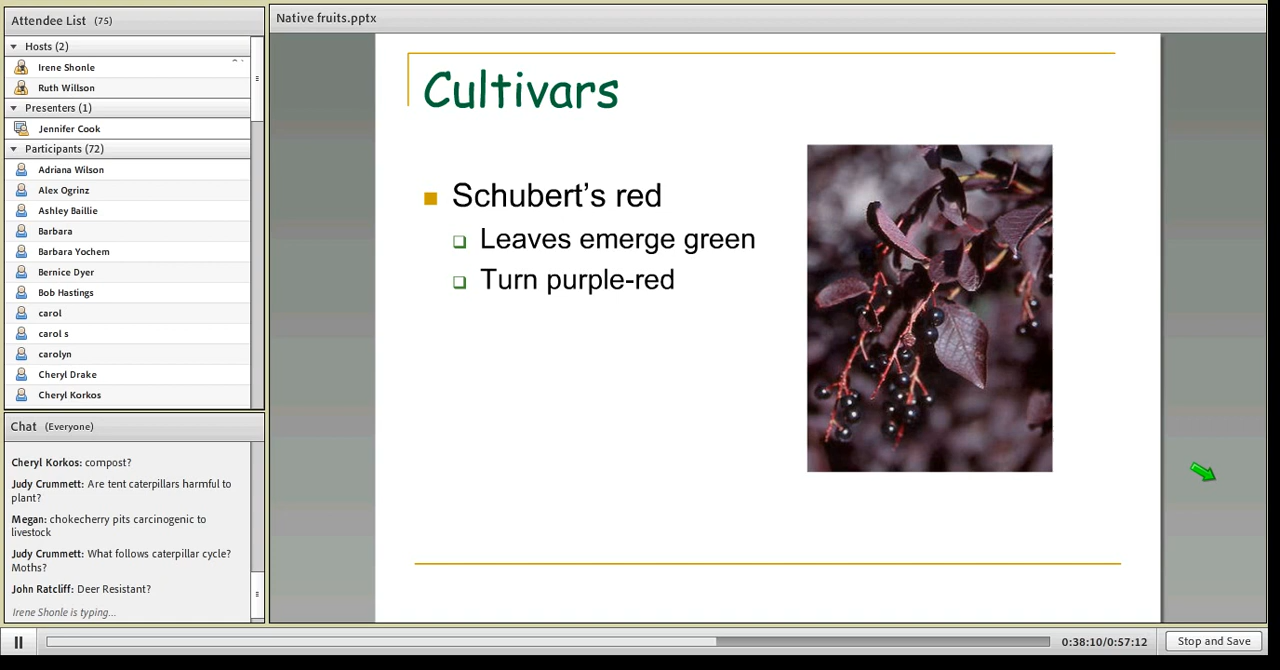 Attendee List (75)
Hosts (2)
Irene Shonle
Ruth Willson
Presenters (1)
Jennifer Cook
Participants (72)
Adriana Wilson
Alex Ogrinz
Ashley Baillie
Barbara
Barbara Yochem
Bernice Dyer
Bob Hastings
carol
carol s
carolyn
Cheryl Drake
Cheryl Korkos
Chat (Everyone)
Cheryl Korkos: compost?
Judy Crummett: Are tent caterpillars harmful to
plant?
Megan: chokecherry pits carcinogenic to
livestock
Judy Crummett: What follows caterpillar cycle?
Moths?
John Ratcliff: Deer Resistant?
Irene Shonle is typing...
Native fruits.pptx
Cultivars
Schubert’s red
Leaves emerge green
Turn purple-red
0:38:10/0:57:12
Stop and Save